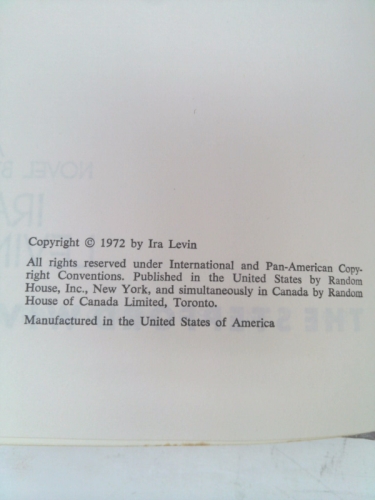 Copyright © 1972 by Ira Levin
All rights reserved under International and Pan-American Copy-
right Conventions. Published in the United States by Random
House, Inc., New York, and simultaneously in Canada by Random
House of Canada Limited, Toronto.
Manufactured in the United States of America